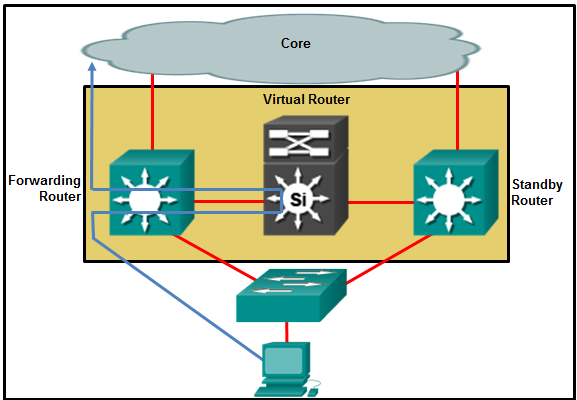 Core
Virtual Router
Forwarding
Router
Si
Standby
Router